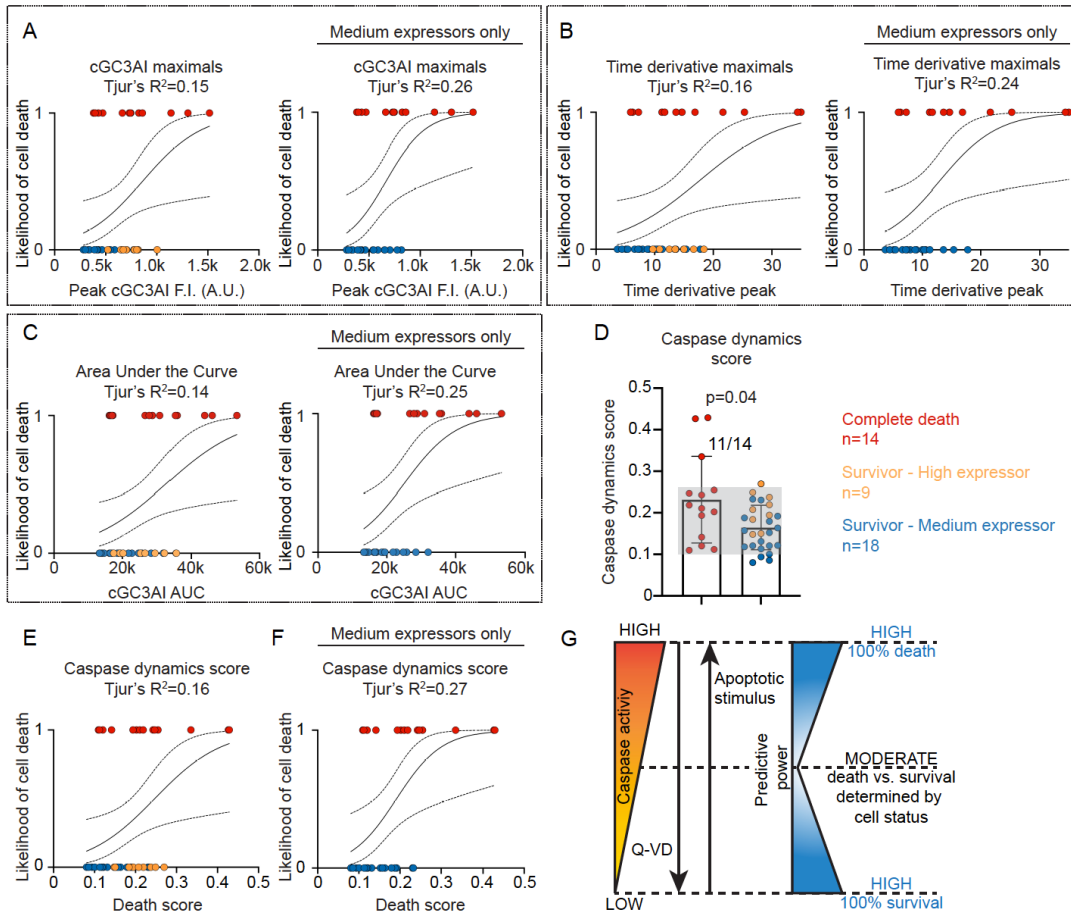 A
Medium expressors only
cGC3AI maximals
Tjur's R²=0.15
cGC3AI maximals
Tjur's R²=0.26
Likelihood of cell death
1
0
0
0.5k
1.0k
1.5k
2.0k
Peak cGC3AI F.I. (A.U.)
Likelihood of cell death
1
0
0
0.5k
1.0k
1.5k
2.0k
Peak cGC3AI F.I. (A.U.)
B
Medium expressors only
Time derivative maximals
Tjur's R²=0.16
Time derivative maximals
Tjur's R²=0.24
Likelihood of cell death
1
0
0
10
20
30
Time derivative peak
Likelihood of cell death
1
0
0
10
20
30
Time derivative peak
C
Medium expressors only
Area Under the Curve
Tjur's R²=0.14
Area Under the Curve
Tjur's R²=0.25
Likelihood of cell death
1
0
0
20k
40k
60k
cGC3AI AUC
Likelihood of cell death
1
0
0
20k
40k
60k
cGC3AI AUC
D
Caspase dynamics
score
Caspase dynamics score
0.5
0.4
0.3
0.2
0.1
0.0
p=0.04
11/14
Complete death
n=14
Survivor - High expressor
n=9
Survivor - Medium expressor
n=18
E
Caspase dynamics score
Tjur's R²=0.16
Likelihood of cell death
1
0
0.0
0.1
0.2
0.3
0.4
0.5
Death score
F
Medium expressors only
Caspase dynamics score
Tjur's R²=0.27
Likelihood of cell death
1
0
0
0.1
0.2
0.3
0.4
0.5
Death score
G
HIGH
Caspase activiy
LOW
Q-VD
Apoptotic
stimulus
Predictive
power
HIGH
100% death
MODERATE
death vs. survival
determined by
cell status
HIGH
100% survival